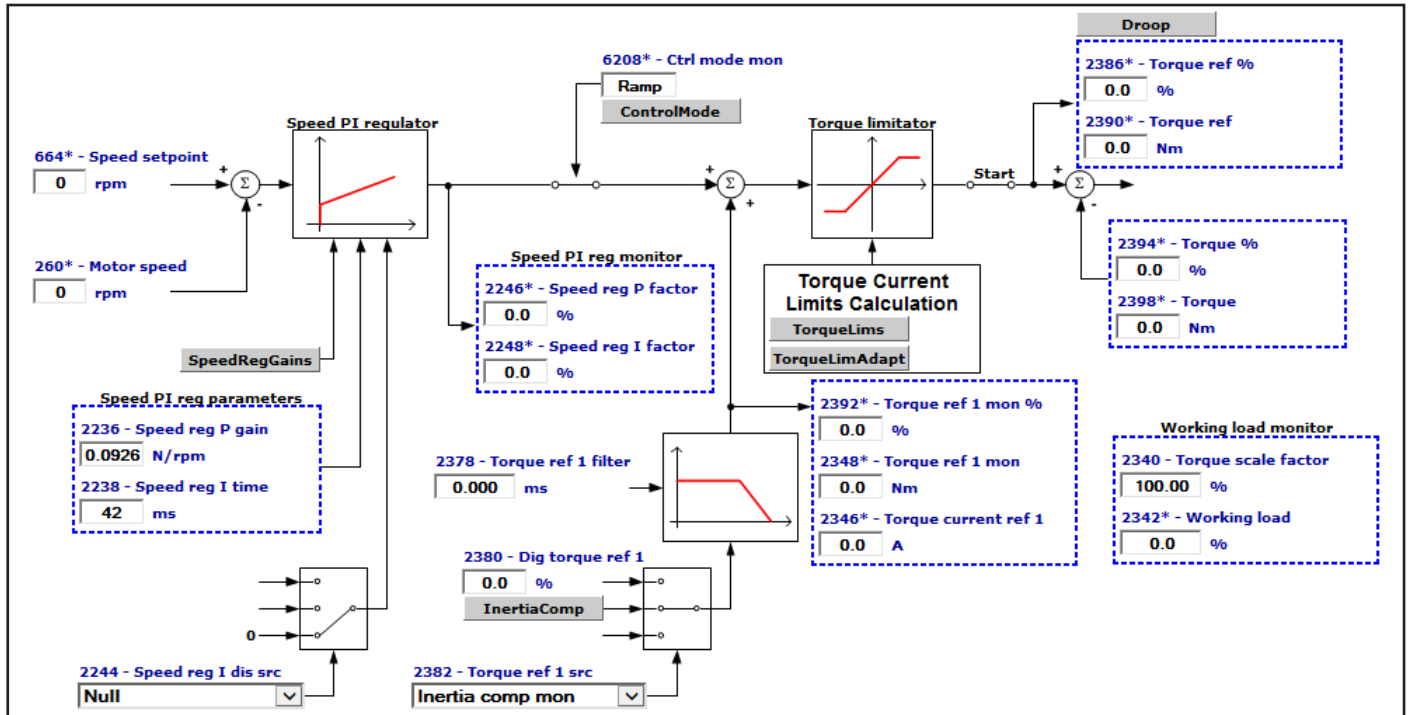 Droop
6208* - Ctrl mode mon
Ramp
ControlMode
2386* - Torque ref %
0.0 %
2390* - Torque ref
0.0 Nm
Speed PI regulator
Torque limitator
664* - Speed setpoint
0 rpm
+
Σ
-
+
Σ
+
Start
+
Σ
-
260* - Motor speed
0 rpm
Speed PI reg monitor
2246* - Speed reg P factor
0.0 %
2248* - Speed reg I factor
0.0 %
Torque Current
Limits Calculation
TorqueLims
TorqueLimAdapt
2394* - Torque %
0.0 %
2398* - Torque
0.0 Nm
SpeedRegGains
Speed PI reg parameters
2236 - Speed reg P gain
0.0926 N/rpm
2238 - Speed reg I time
42 ms
2378 - Torque ref 1 filter
0.000 ms
2392* - Torque ref 1 mon %
0.0 %
2348* - Torque ref 1 mon
0.0 Nm
2346* - Torque current ref 1
0.0 A
Working load monitor
2340 - Torque scale factor
100.00 %
2342* - Working load
0.0 %
2380 - Dig torque ref 1
0.0 %
InertiaComp
0
2244 - Speed reg I dis src
Null
2382 - Torque ref 1 src
Inertia comp mon